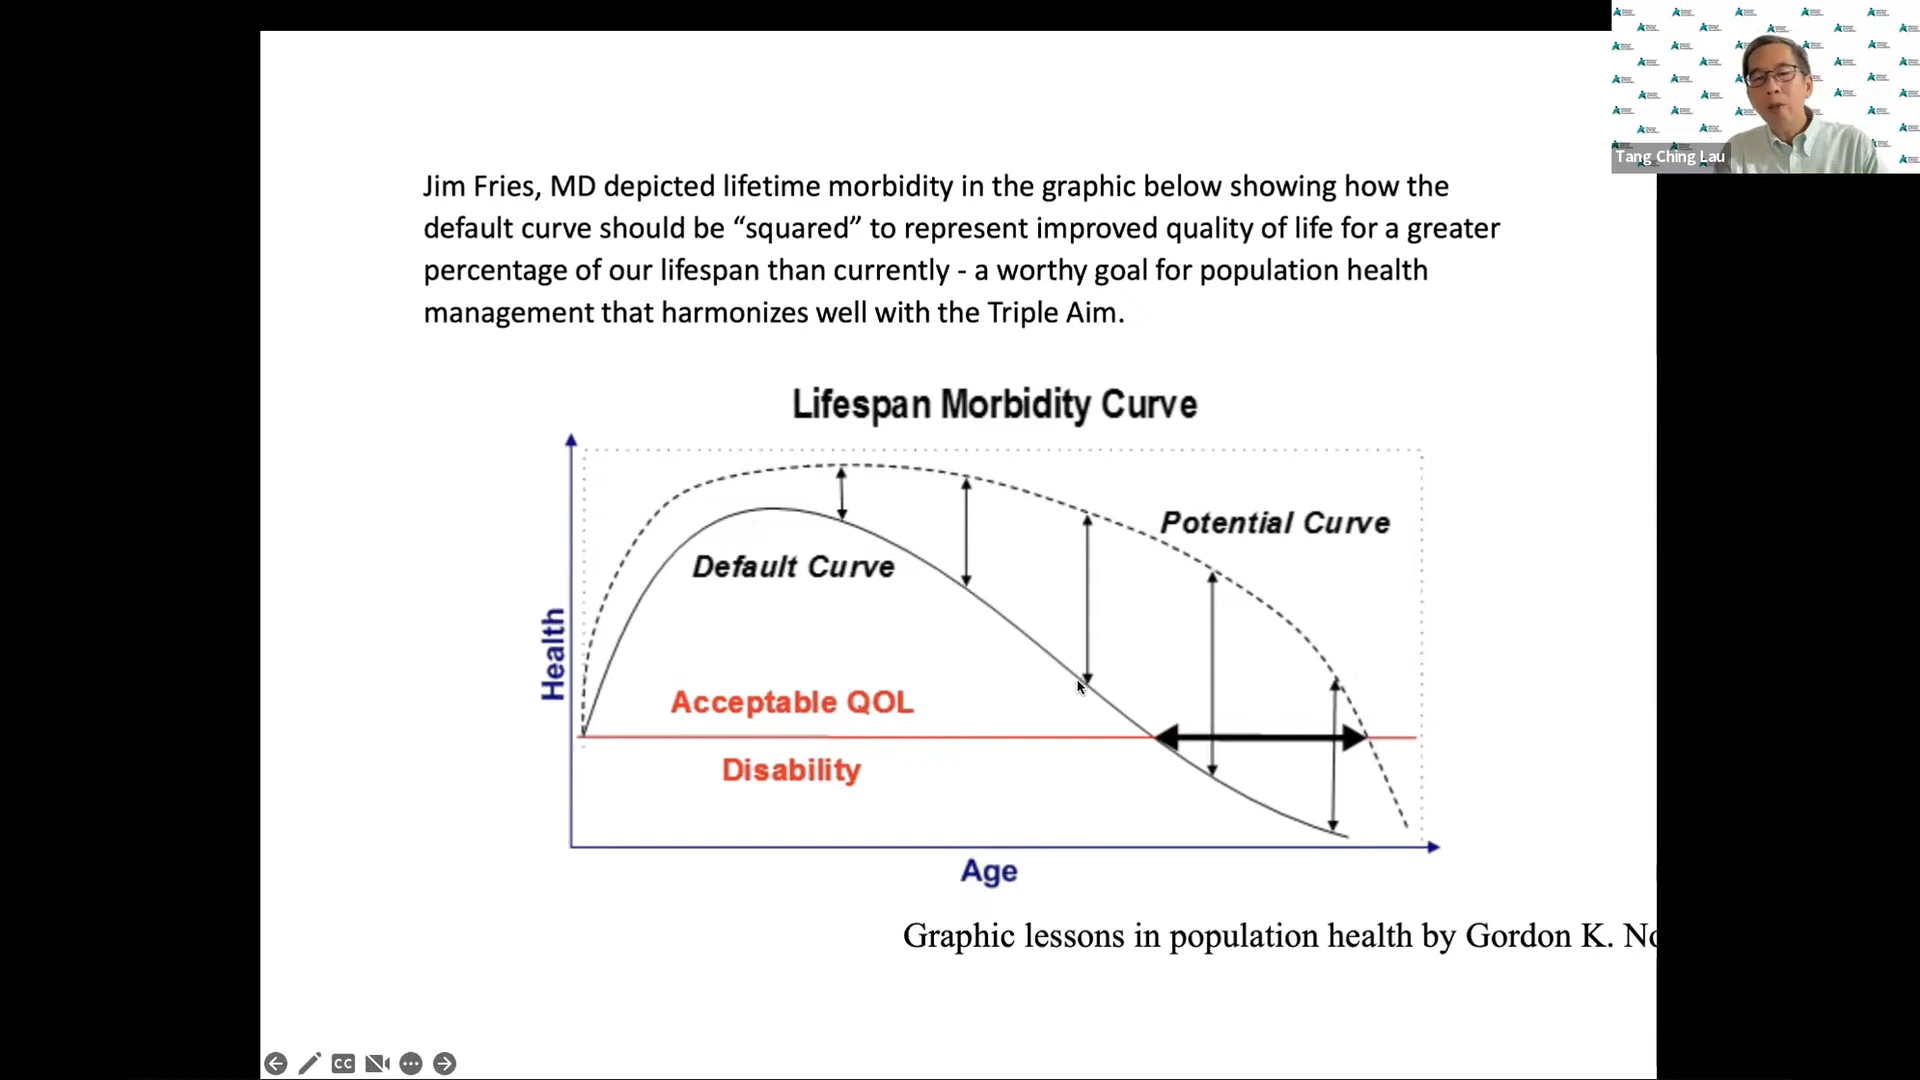 Tang Ching Lau
Jim Fries, MD depicted lifetime morbidity in the graphic below showing how the
default curve should be “squared” to represent improved quality of life for a greater
percentage of our lifespan than currently - a worthy goal for population health
management that harmonizes well with the Triple Aim.
Lifespan Morbidity Curve
Potential Curve
Default Curve
Health
Acceptable QOL
Disability
Age
Graphic lessons in population health by Gordon K.
CC